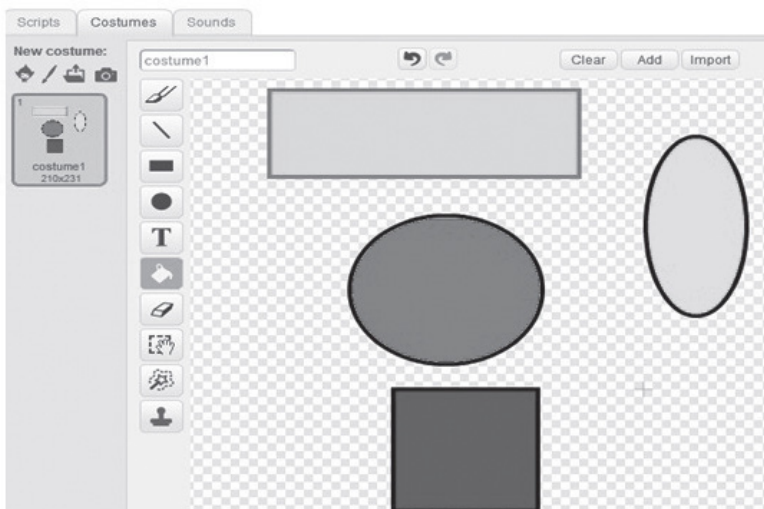 Scripts Costumes Sounds
New costume:
costume1
Clear Add Import
1
costume1
210x231
T